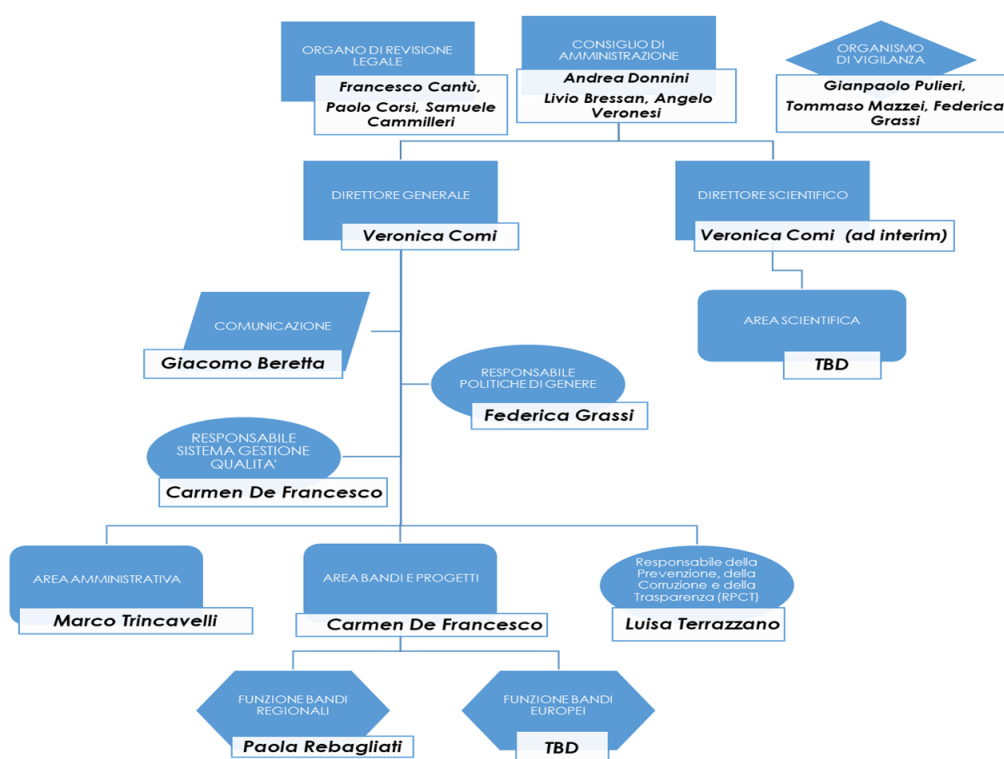 ORGANO DI REVISIONE
LEGALE
Francesco Cantù,
Paolo Corsi, Samuele
Cammilleri
CONSIGLIO DI
AMMINISTRAZIONE
Andrea Donnini
Livio Bressan, Angelo
Veronesi
ORGANISMO
DI VIGILANZA
Gianpaolo Pulieri,
Tommaso Mazzei, Federica
Grassi
DIRETTORE GENERALE
Veronica Comi
DIRETTORE SCIENTIFICO
Veronica Comi (ad interim)
AREA SCIENTIFICA
TBD
COMUNICAZIONE
Giacomo Beretta
RESPONSABILE
POLITICHE DI GENERE
Federica Grassi
RESPONSABILE
SISTEMA GESTIONE
QUALITA'
Carmen De Francesco
AREA AMMINISTRATIVA
Marco Trincavelli
AREA BANDI E PROGETTI
Carmen De Francesco
Responsabile della
Prevenzione, della
Corruzione e della
Trasparenza (RPCT)
Luisa Terrazzano
FUNZIONE BANDI
REGIONALI
Paola Rebagliati
FUNZIONE BANDI
EUROPEI
TBD